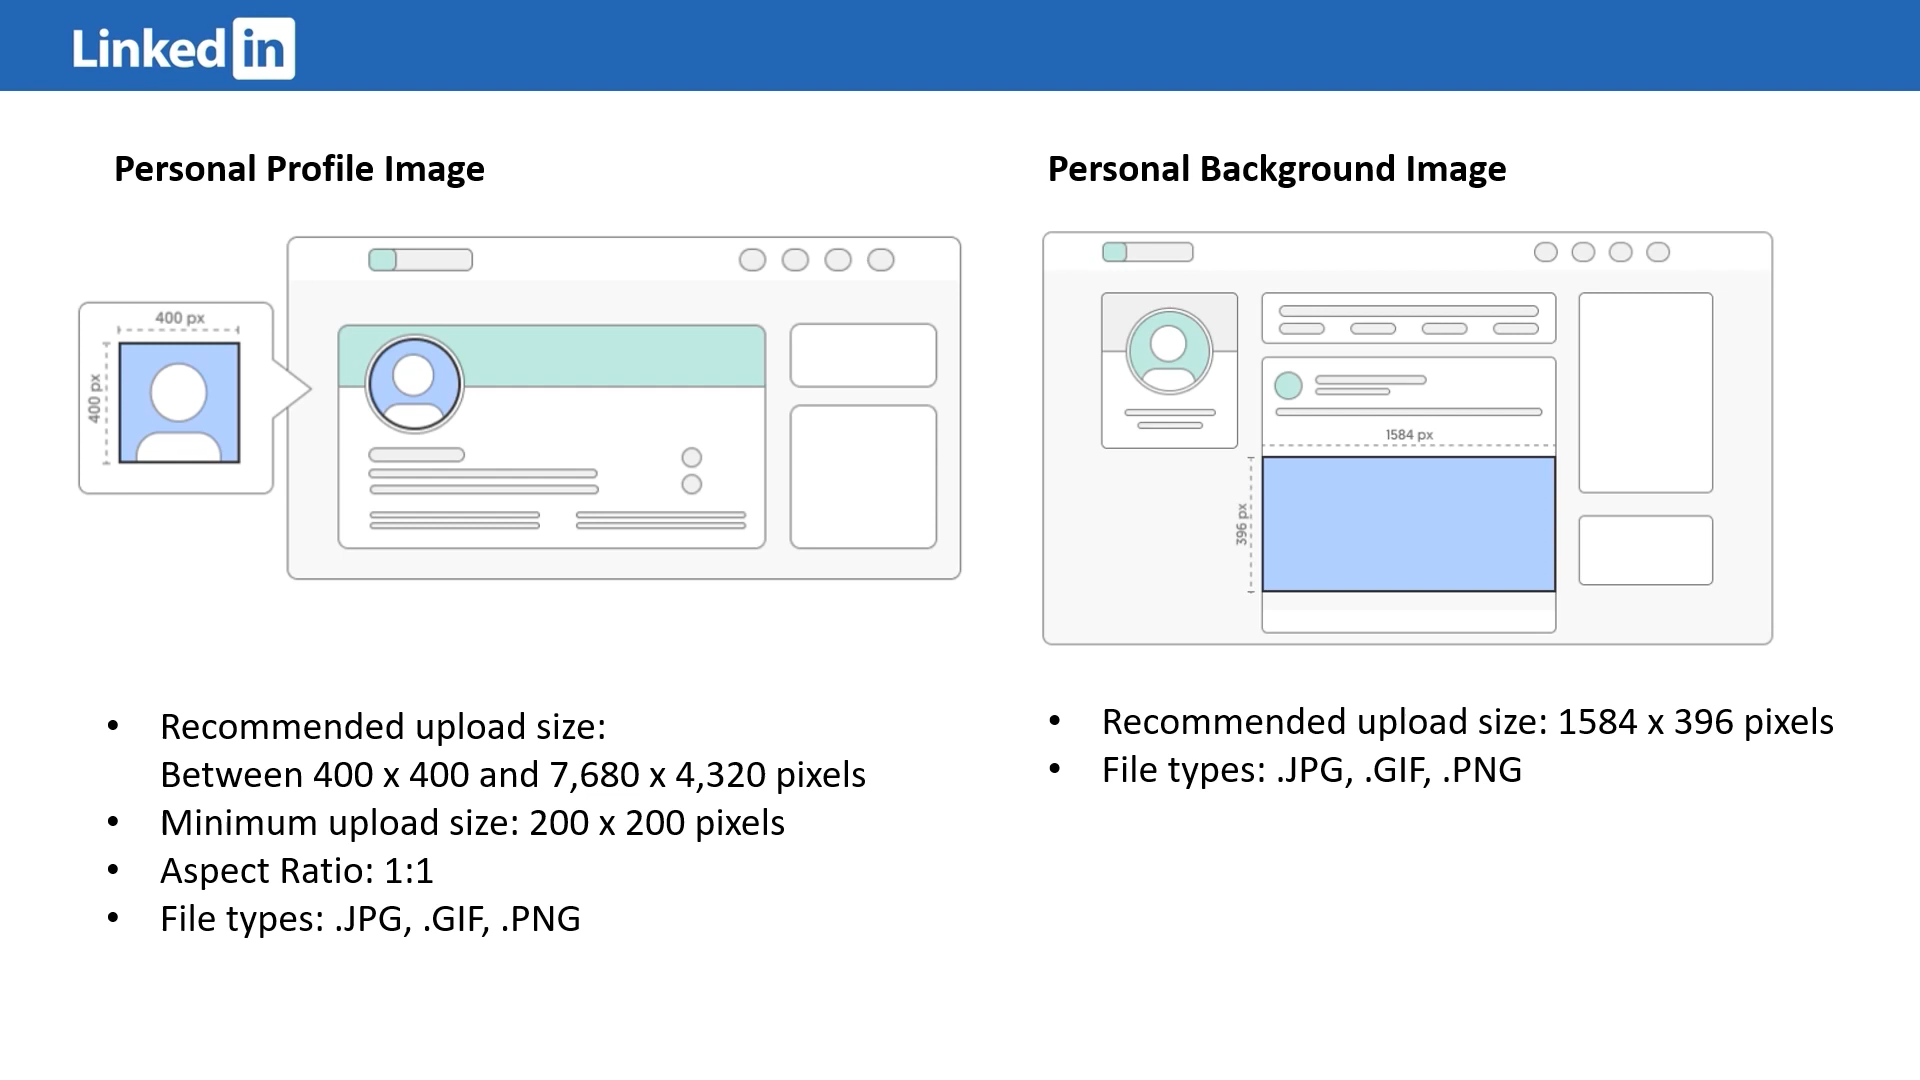 Linked in
Personal Profile Image
400 px
400 px
Recommended upload size:
Between 400 x 400 and 7,680 x 4,320 pixels
Minimum upload size: 200 x 200 pixels
Aspect Ratio: 1:1
File types: .JPG, .GIF, .PNG
Personal Background Image
1584 px
396 px
Recommended upload size: 1584 x 396 pixels
File types: .JPG, .GIF, .PNG